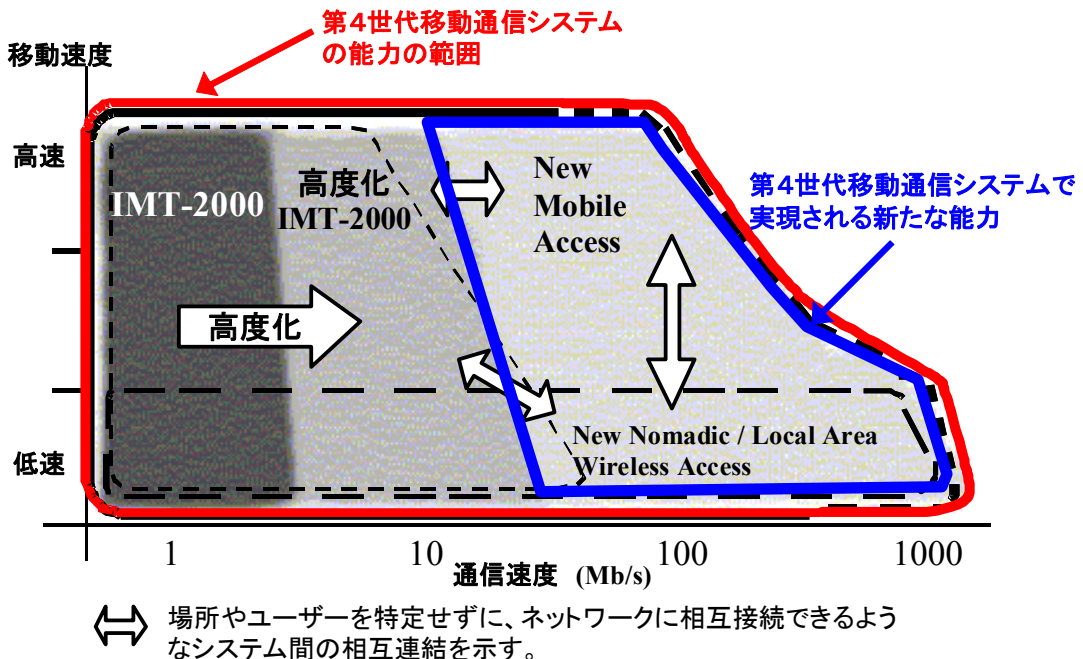 第4世代移動通信システム
の能力の範囲
移動速度
高速
IMT-2000
高度化
IMT-2000
New
Mobile
Access
第4世代移動通信システムで
実現される新たな能力
高度化
低速
New Nomadic / Local Area
Wireless Access
1
10
100
1000
通信速度 (Mb/s)
場所やユーザーを特定せずに、ネットワークに相互接続できるよう
なシステム間の相互連結を示す。